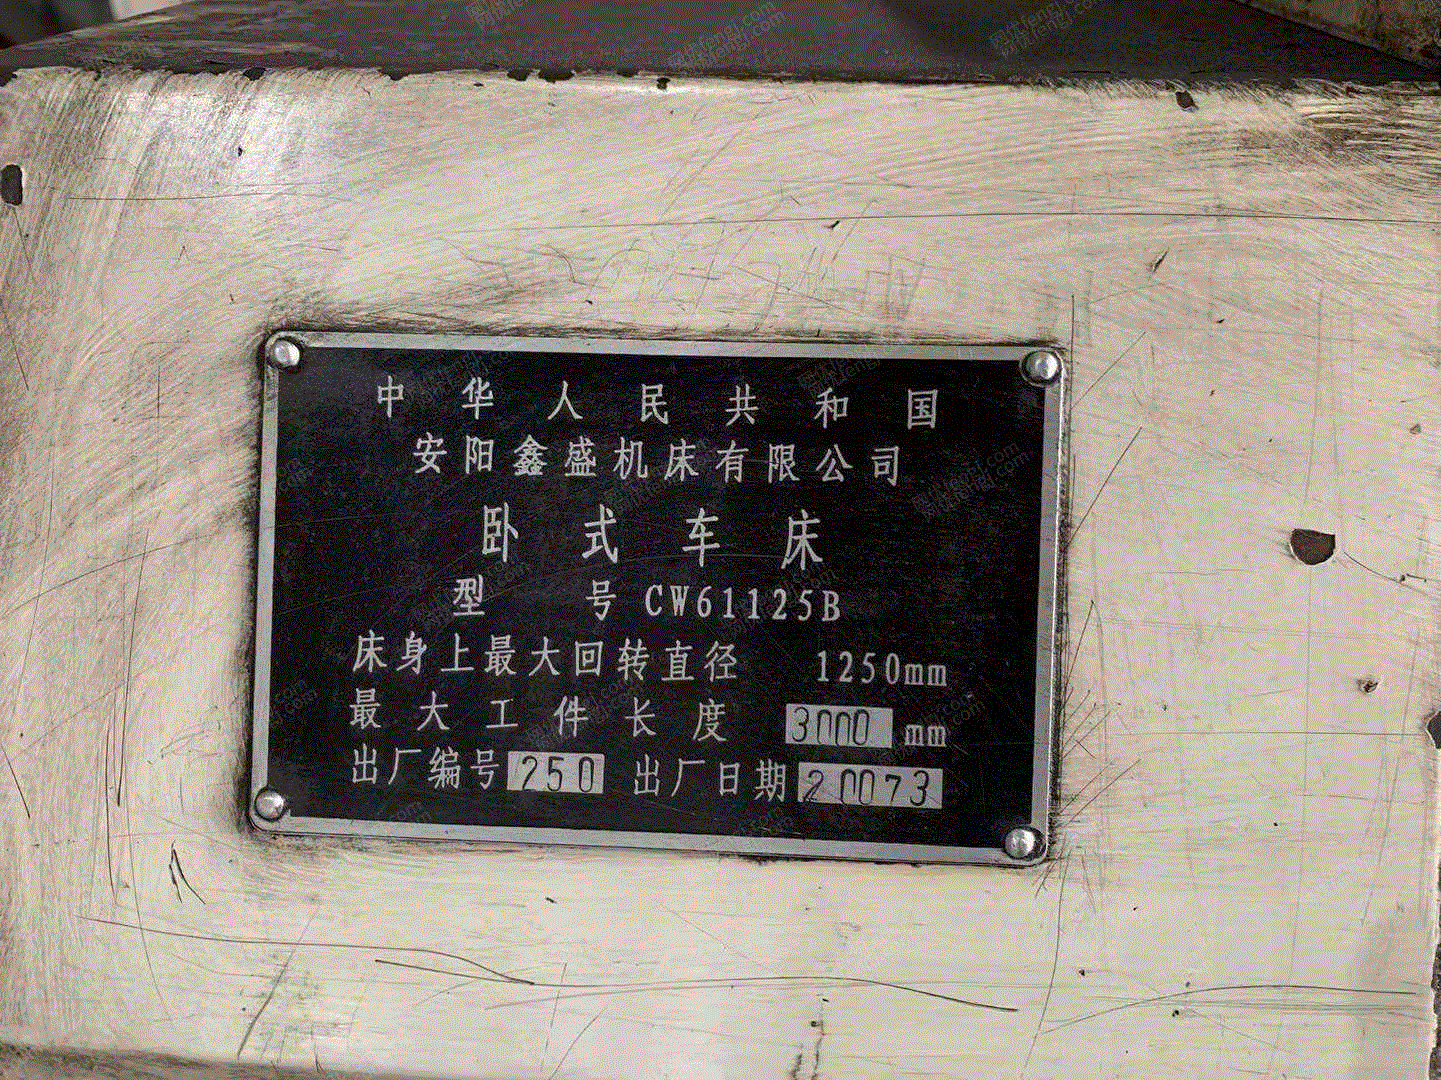 中华人民共和国
安阳鑫盛机床有限公司
卧式车床
型号 CW61125B
床身上最大回转直径 1250mm
最大工件长度 3000 mm
出厂编号 250 出厂日期 20073